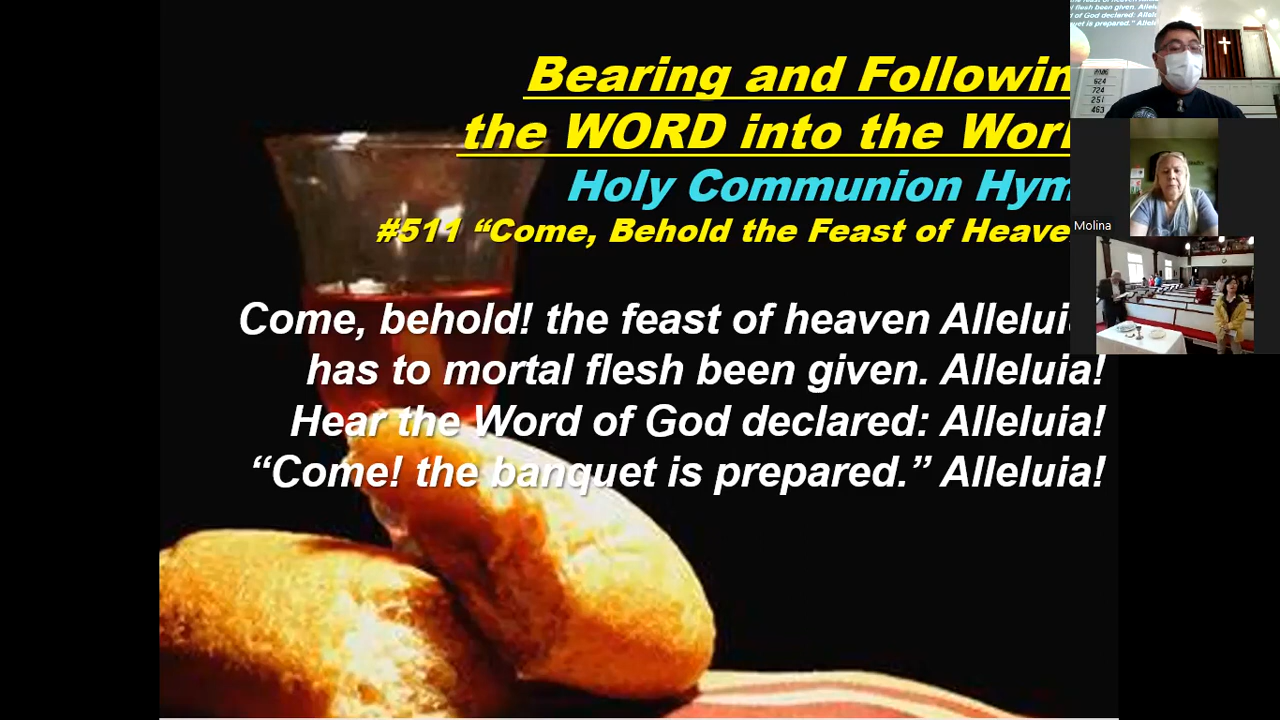 Bearing and Followin
the WORD into the Worl
Holy Communion Hym
#511 “Come, Behold the Feast of Heave
Come, behold! the feast of heaven Allelui
has to mortal flesh been given. Alleluia!
Hear the Word of God declared: Alleluia!
“Come! the banquet is prepared.” Alleluia!
Molina
724
251